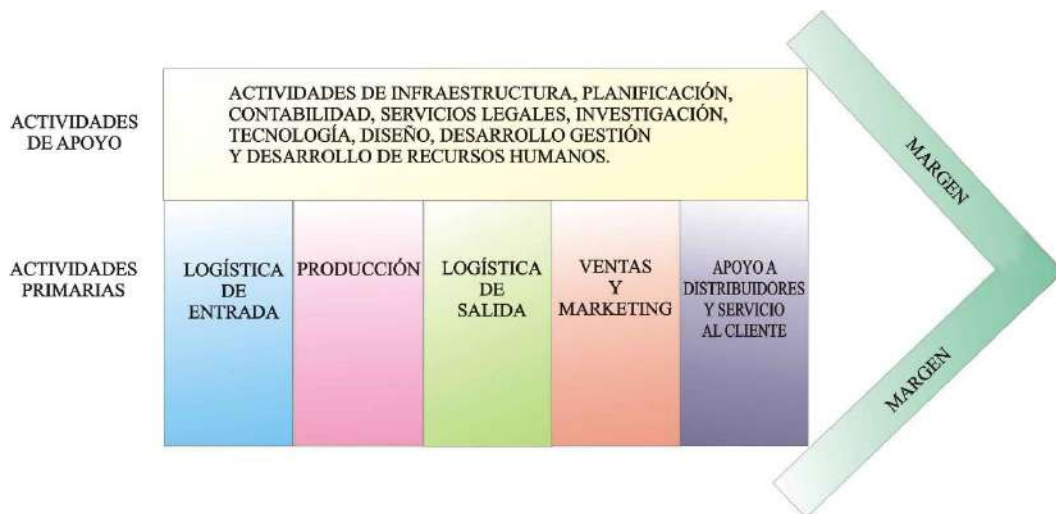 ACTIVIDADES
DE APOYO
ACTIVIDADES DE INFRAESTRUCTURA, PLANIFICACIÓN,
CONTABILIDAD, SERVICIOS LEGALES, INVESTIGACIÓN,
TECNOLOGÍA, DISEÑO, DESARROLLO GESTIÓN
Y DESARROLLO DE RECURSOS HUMANOS.
MARGEN
ACTIVIDADES
PRIMARIAS
LOGÍSTICA
DE
ENTRADA
PRODUCCIÓN
LOGÍSTICA
DE
SALIDA
VENTAS
Y
MARKETING
APOYO A
DISTRIBUIDORES
Y SERVICIO
AL CLIENTE
MARGEN